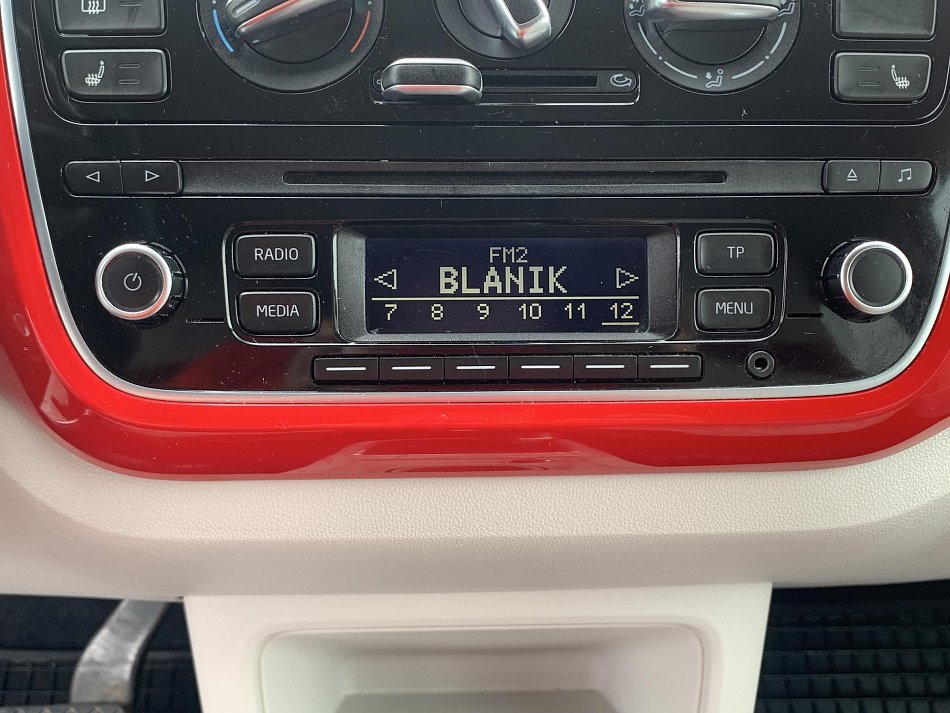 RADIO
MEDIA
FM2
BLANIK
7 8 9 10 11 12
TP
MENU